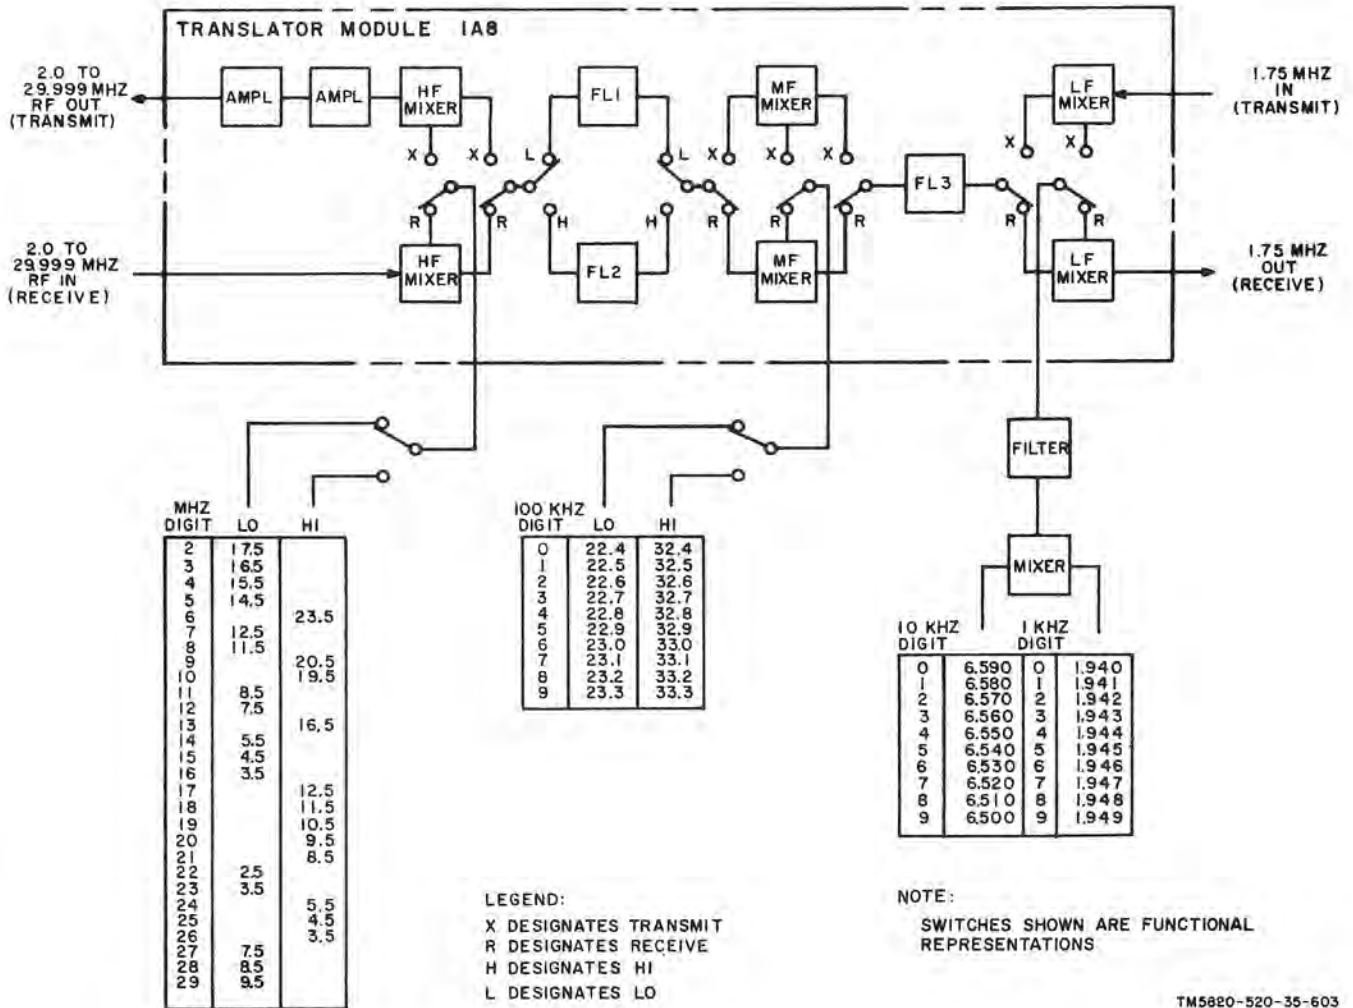 TRANSLATOR MODULE 1A8
2.0 TO
29.999 MHZ
RF OUT
(TRANSMIT)
AMPL
AMPL
HF
MIXER
FL1
MF
MIXER
LF
MIXER
1.75 MHZ
IN
(TRANSMIT)
X
X
L
L
X
X
X
X
X
FL3
R
R
H
H
R
R
R
R
R
2.0 TO
29.999 MHZ
RF IN
(RECEIVE)
HF
MIXER
FL2
MF
MIXER
LF
MIXER
1.75 MHZ
OUT
(RECEIVE)
FILTER
MIXER
MHZ
DIGIT LO HI
2 17.5
3 16.5
4 15.5
5 14.5
6 23.5
7 12.5
8 11.5
9 20.5
10 19.5
11 8.5
12 7.5
13 16.5
14 5.5
15 4.5
16 3.5
17 12.5
18 11.5
19 10.5
20 9.5
21 8.5
22 2.5
23 3.5
24 5.5
25 4.5
26 3.5
27 7.5
28 8.5
29 9.5
100 KHZ
DIGIT LO HI
0 22.4 32.4
1 22.5 32.5
2 22.6 32.6
3 22.7 32.7
4 22.8 32.8
5 22.9 32.9
6 23.0 33.0
7 23.1 33.1
8 23.2 33.2
9 23.3 33.3
10 KHZ 1 KHZ
DIGIT DIGIT
0 6.590 0 1.940
1 6.580 1 1.941
2 6.570 2 1.942
3 6.560 3 1.943
4 6.550 4 1.944
5 6.540 5 1.945
6 6.530 6 1.946
7 6.520 7 1.947
8 6.510 8 1.948
9 6.500 9 1.949
LEGEND:
X DESIGNATES TRANSMIT
R DESIGNATES RECEIVE
H DESIGNATES HI
L DESIGNATES LO
NOTE:
SWITCHES SHOWN ARE FUNCTIONAL
REPRESENTATIONS
TM5820-520-35-603